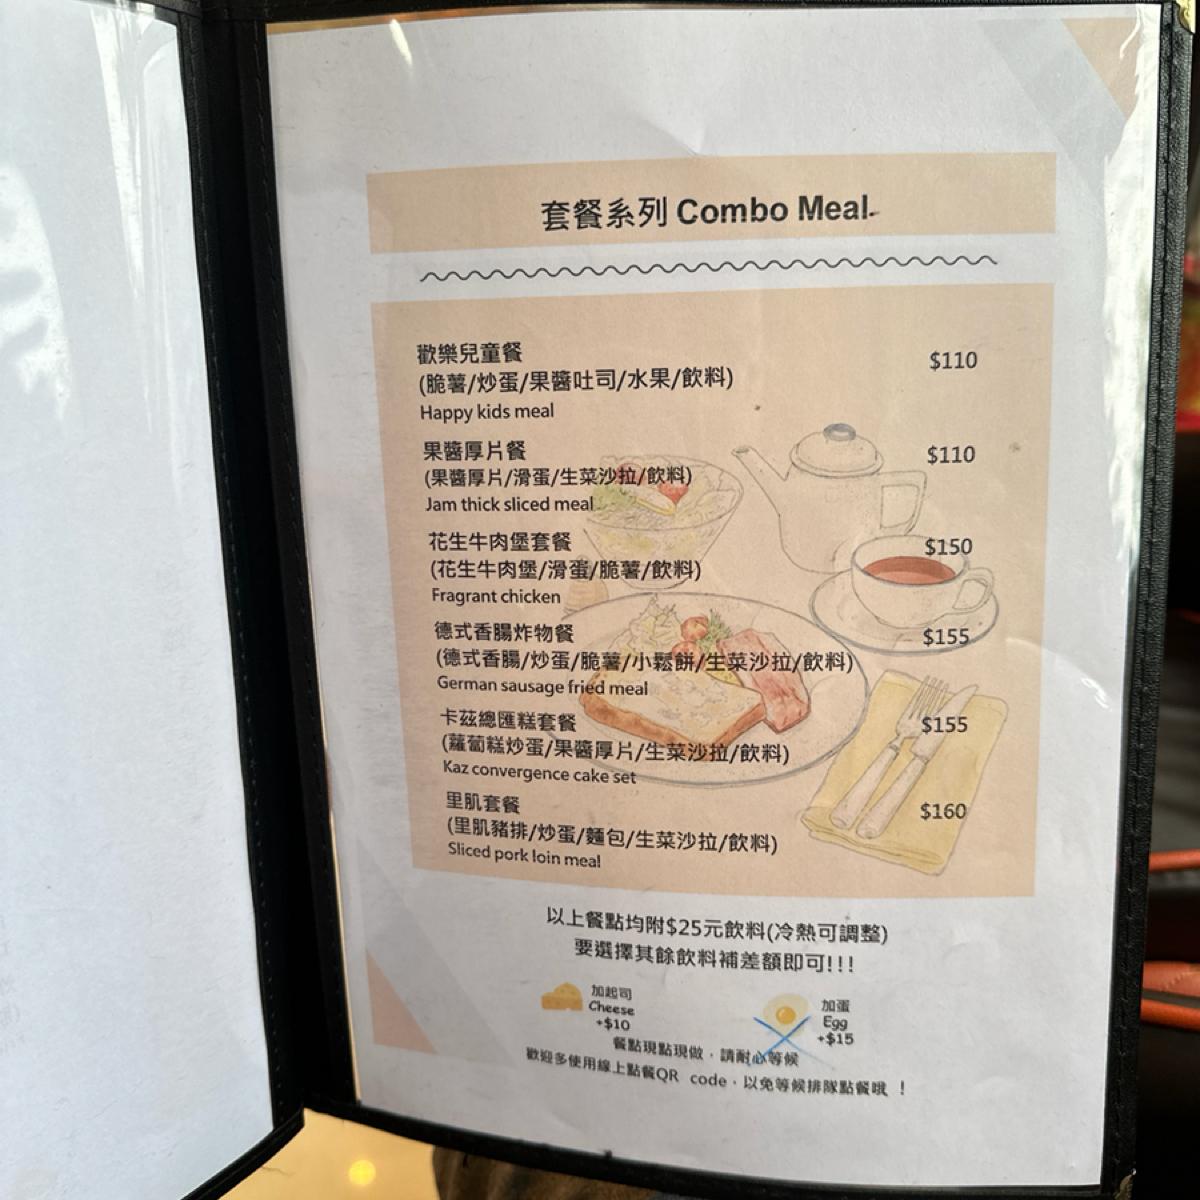 套餐系列 Combo Meal
歡樂兒童餐 $110
(脆薯/炒蛋/果醬吐司/水果/飲料)
Happy kids meal
果醬厚片餐 $110
(果醬厚片/滑蛋/生菜沙拉/飲料)
Jam thick sliced meal
花生牛肉堡套餐 $150
(花生牛肉堡/滑蛋/脆薯/飲料)
Fragrant chicken
德式香腸炸物餐 $155
(德式香腸/炒蛋/脆薯/小鬆餅/生菜沙拉/飲料)
German sausage fried meal
卡茲總匯糕套餐 $155
(蘿蔔糕炒蛋/果醬厚片/生菜沙拉/飲料)
Kaz convergence cake set
里肌套餐 $160
(里肌豬排/炒蛋/麵包/生菜沙拉/飲料)
Sliced pork loin meal
以上餐點均附$25元飲料(冷熱可調整)
要選擇其餘飲料補差額即可!!!
加起司
Cheese
+$10
加蛋
Egg
+$15
餐點現點現做，請耐心等候
歡迎多使用線上點餐QR code，以免等候排隊點餐哦！